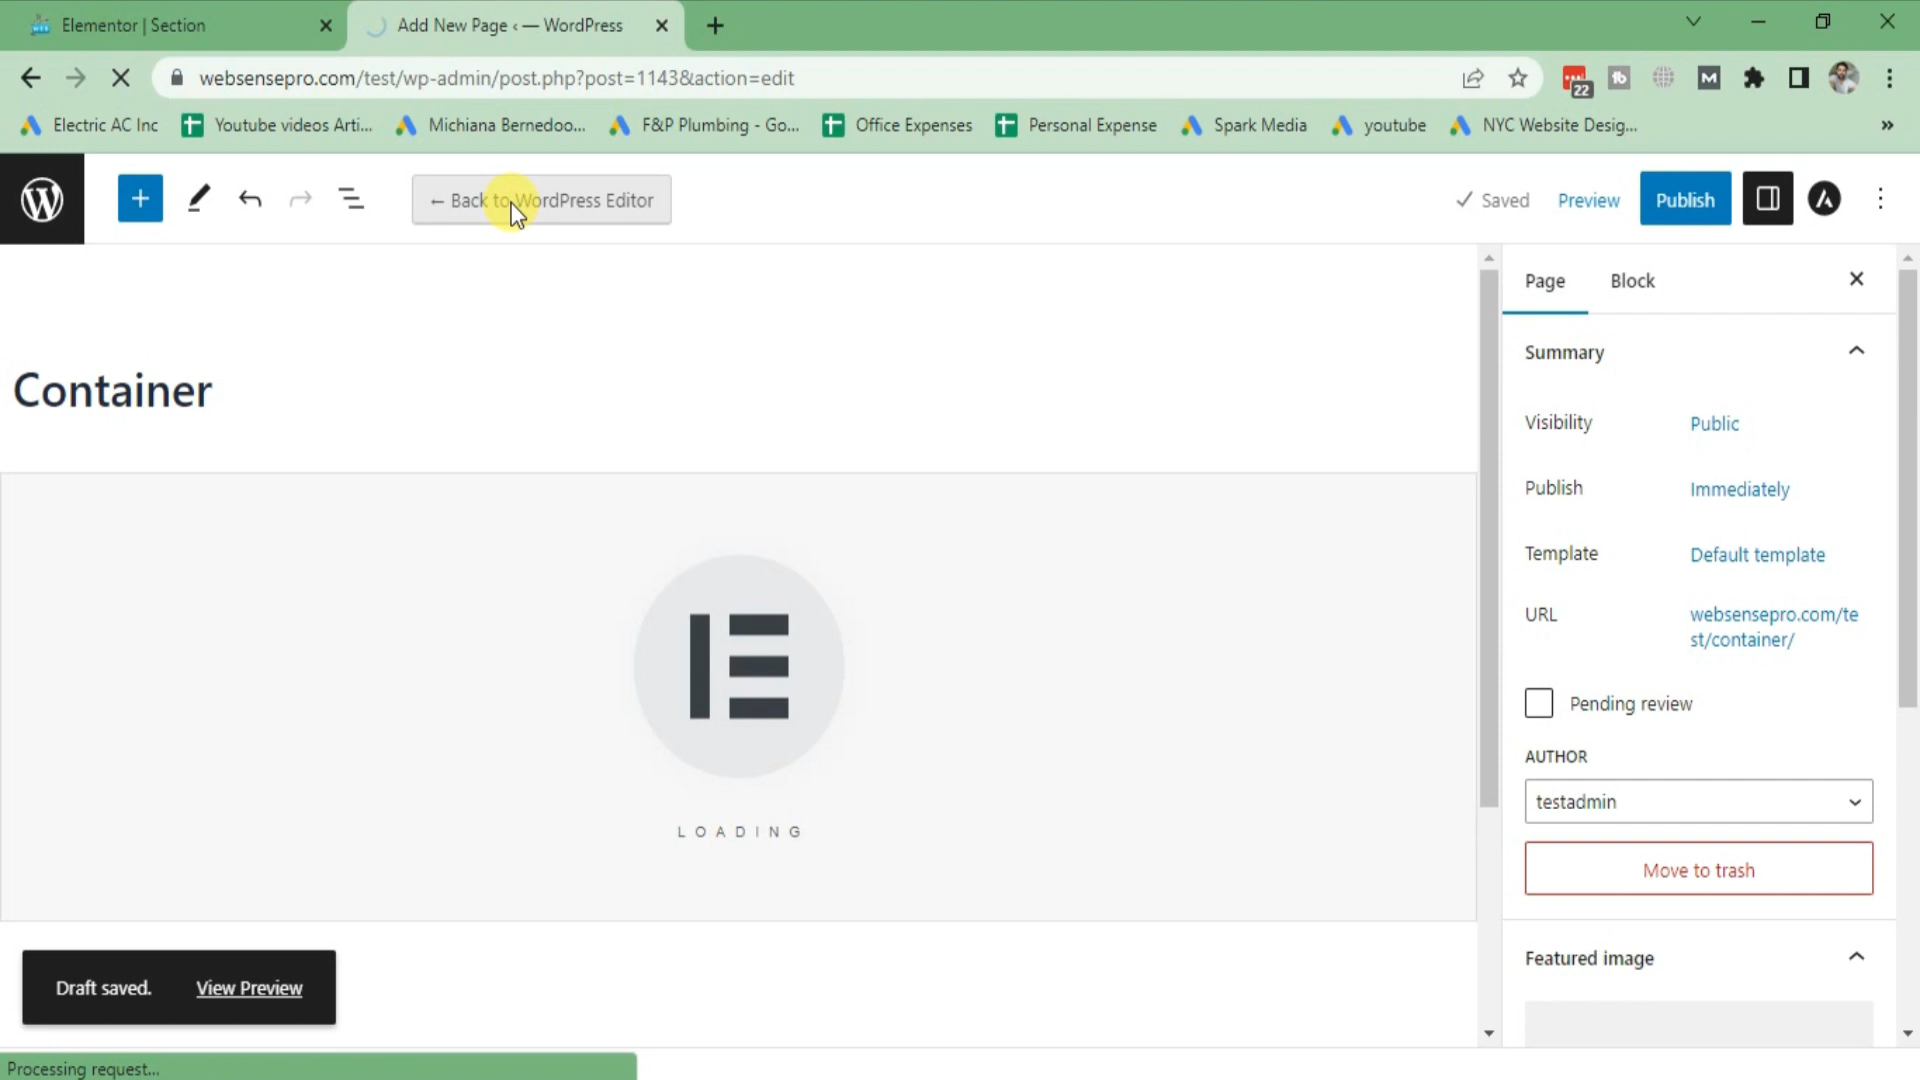 Elementor | Section
Add New Page ‹ — WordPress
websensepro.com/test/wp-admin/post.php?post=1143&action=edit
22
tb
M
Electric AC Inc
Youtube videos Arti...
Michiana Bernedoo...
F&P Plumbing - Go...
Office Expenses
Personal Expense
Spark Media
youtube
NYC Website Desig...
»
← Back to WordPress Editor
Saved
Preview
Publish
Container
LOADING
Page
Block
Summary
Visibility
Public
Publish
Immediately
Template
Default template
URL
websensepro.com/te
st/container/
Pending review
AUTHOR
testadmin
Move to trash
Featured image
Draft saved.
View Preview
Processing request...